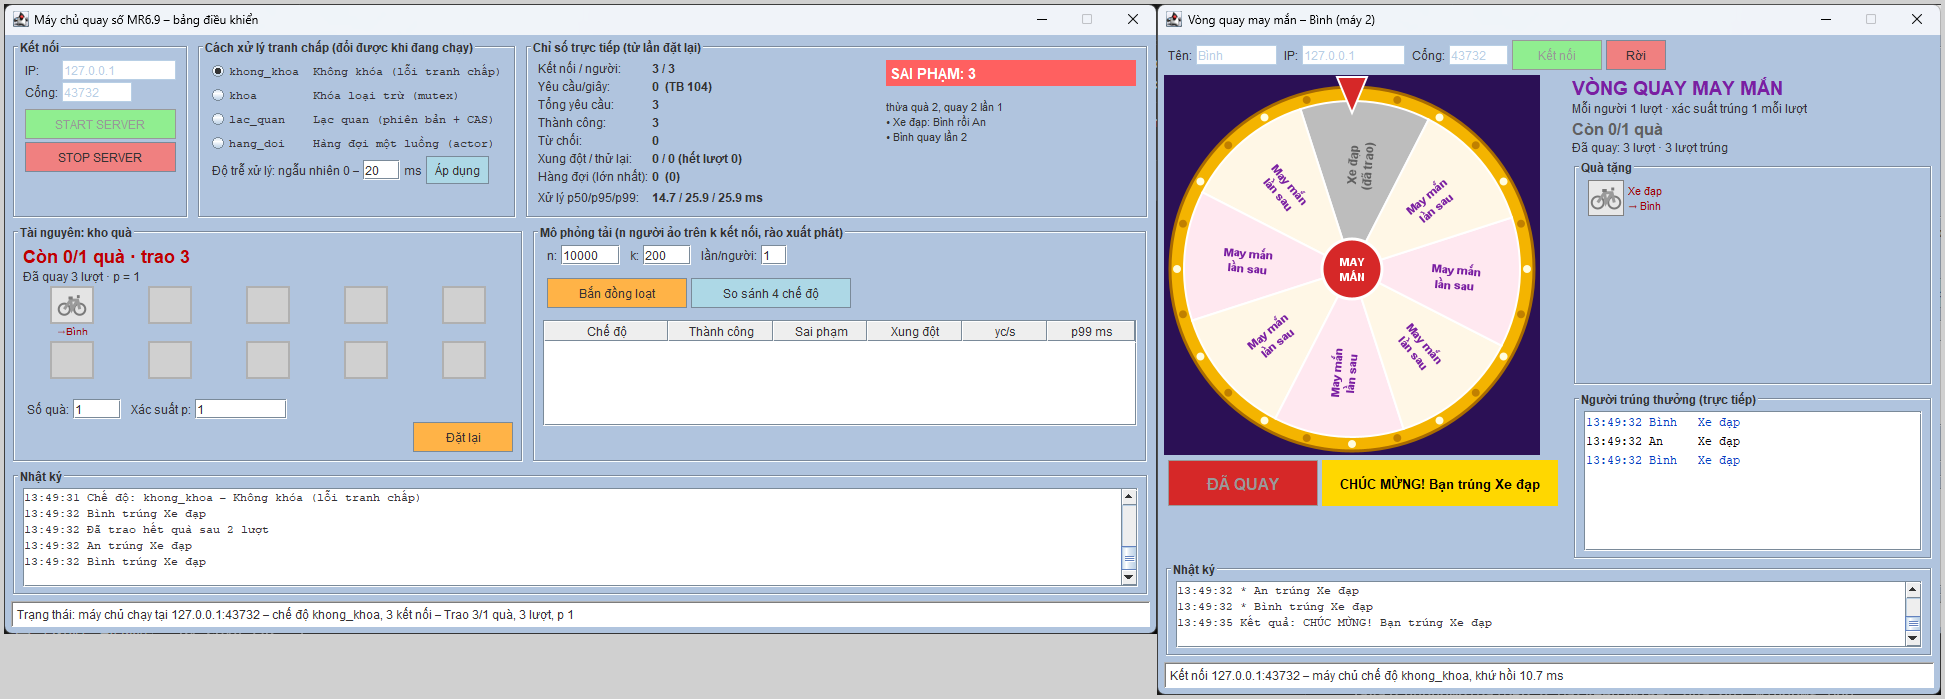 Máy chủ quay số MR6.9 – bảng điều khiển
Kết nối
IP: 127.0.0.1
Cổng: 43732
START SERVER
STOP SERVER
Cách xử lý tranh chấp (đổi được khi đang chạy)
khong_khoa Không khóa (lỗi tranh chấp)
khoa Khóa loại trừ (mutex)
lac_quan Lạc quan (phiên bản + CAS)
hang_doi Hàng đợi một luồng (actor)
Độ trễ xử lý: ngẫu nhiên 0 – 20 ms Áp dụng
Chỉ số trực tiếp (từ lần đặt lại)
Kết nối / người: 3 / 3
Yêu cầu/giây: 0 (TB 104)
Tổng yêu cầu: 3
Thành công: 3
Từ chối: 0
Xung đột / thử lại: 0 / 0 (hết lượt 0)
Hàng đợi (lớn nhất): 0 (0)
Xử lý p50/p95/p99: 14.7 / 25.9 / 25.9 ms
SAI PHẠM: 3
thừa quà 2, quay 2 lần 1
• Xe đạp: Bình rồi An
• Bình quay lần 2
Tài nguyên: kho quà
Còn 0/1 quà · trao 3
Đã quay 3 lượt · p = 1
→Bình
Số quà: 1 Xác suất p: 1
Đặt lại
Mô phỏng tải (n người ảo trên k kết nối, rào xuất phát)
n: 10000 k: 200 lần/người: 1
Bắn đồng loạt So sánh 4 chế độ
Chế độ Thành công Sai phạm Xung đột yc/s p99 ms
Nhật ký
13:49:31 Chế độ: khong_khoa – Không khóa (lỗi tranh chấp)
13:49:32 Bình trúng Xe đạp
13:49:32 Đã trao hết quà sau 2 lượt
13:49:32 An trúng Xe đạp
13:49:32 Bình trúng Xe đạp
Trạng thái: máy chủ chạy tại 127.0.0.1:43732 – chế độ khong_khoa, 3 kết nối – Trao 3/1 quà, 3 lượt, p 1
Vòng quay may mắn – Bình (máy 2)
Tên: Bình IP: 127.0.0.1 Cổng: 43732 Kết nối Rời
Xe đạp
(đã trao)
May mắn
lần sau
May mắn
lần sau
May mắn
lần sau
May mắn
lần sau
May mắn
lần sau
May mắn
lần sau
May mắn
lần sau
MAY
MẮN
ĐÃ QUAY
CHÚC MỪNG! Bạn trúng Xe đạp
VÒNG QUAY MAY MẮN
Mỗi người 1 lượt · xác suất trúng 1 mỗi lượt
Còn 0/1 quà
Đã quay: 3 lượt · 3 lượt trúng
Quà tặng
Xe đạp
→ Bình
Người trúng thưởng (trực tiếp)
13:49:32 Bình Xe đạp
13:49:32 An Xe đạp
13:49:32 Bình Xe đạp
Nhật ký
13:49:32 * An trúng Xe đạp
13:49:32 * Bình trúng Xe đạp
13:49:35 Kết quả: CHÚC MỪNG! Bạn trúng Xe đạp
Kết nối 127.0.0.1:43732 – máy chủ chế độ khong_khoa, khứ hồi 10.7 ms